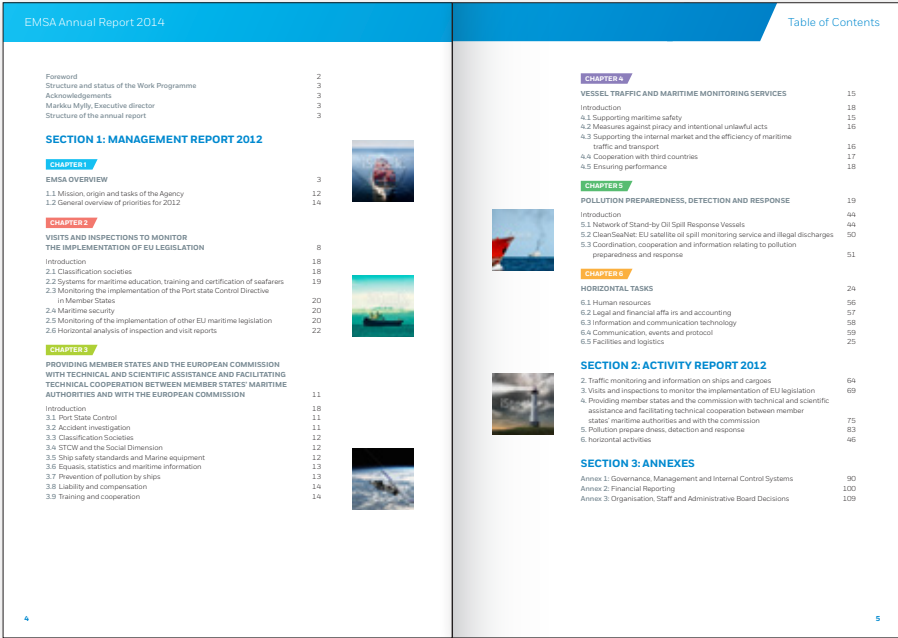 EMSA Annual Report 2014
Foreword 2
Structure and status of the Work Programme 3
Acknowledgements 3
Markku Mylly, Executive director 3
Structure of the annual report 3
SECTION 1: MANAGEMENT REPORT 2012
CHAPTER 1
EMSA OVERVIEW 3
1.1 Mission, origin and tasks of the Agency 12
1.2 General overview of priorities for 2012 14
CHAPTER 2
VISITS AND INSPECTIONS TO MONITOR
THE IMPLEMENTATION OF EU LEGISLATION 8
Introduction 18
2.1 Classification societies 18
2.2 Systems for maritime education, training and certification of seafarers 19
2.3 Monitoring the implementation of the Port state Control Directive
in Member States 20
2.4 Maritime security 20
2.5 Monitoring of the implementation of other EU maritime legislation 20
2.6 Horizontal analysis of inspection and visit reports 22
CHAPTER 3
PROVIDING MEMBER STATES AND THE EUROPEAN COMMISSION
WITH TECHNICAL AND SCIENTIFIC ASSISTANCE AND FACILITATING
TECHNICAL COOPERATION BETWEEN MEMBER STATES' MARITIME
AUTHORITIES AND WITH THE EUROPEAN COMMISSION 11
Introduction 18
3.1 Port State Control 11
3.2 Accident investigation 11
3.3 Classification Societies 12
3.4 STCW and the Social Dimension 12
3.5 Ship safety standards and Marine equipment 12
3.6 Equasis, statistics and maritime information 13
3.7 Prevention of pollution by ships 13
3.8 Liability and compensation 14
3.9 Training and cooperation 14
4
Table of Contents
CHAPTER 4
VESSEL TRAFFIC AND MARITIME MONITORING SERVICES 15
Introduction 18
4.1 Supporting maritime safety 15
4.2 Measures against piracy and intentional unlawful acts 16
4.3 Supporting the internal market and the efficiency of maritime
traffic and transport 16
4.4 Cooperation with third countries 17
4.5 Ensuring performance 18
CHAPTER 5
POLLUTION PREPAREDNESS, DETECTION AND RESPONSE 19
Introduction 44
5.1 Network of Stand-by Oil Spill Response Vessels 44
5.2 CleanSeaNet: EU satellite oil spill monitoring service and illegal discharges 50
5.3 Coordination, cooperation and information relating to pollution
preparedness and response 51
CHAPTER 6
HORIZONTAL TASKS 24
6.1 Human resources 56
6.2 Legal and financial affa irs and accounting 57
6.3 Information and communication technology 58
6.4 Communication, events and protocol 59
6.5 Facilities and logistics 25
SECTION 2: ACTIVITY REPORT 2012
2. Traffic monitoring and information on ships and cargoes 64
3. Visits and inspections to monitor the implementation of EU legislation 69
4. Providing member states and the commission with technical and scientific
assistance and facilitating technical cooperation between member
states' maritime authorities and with the commission 75
5. Pollution prepare dness, detection and response 83
6. horizontal activities 46
SECTION 3: ANNEXES
Annex 1: Governance, Management and Internal Control Systems 90
Annex 2: Financial Reporting 100
Annex 3: Organisation, Staff and Administrative Board Decisions 109
5